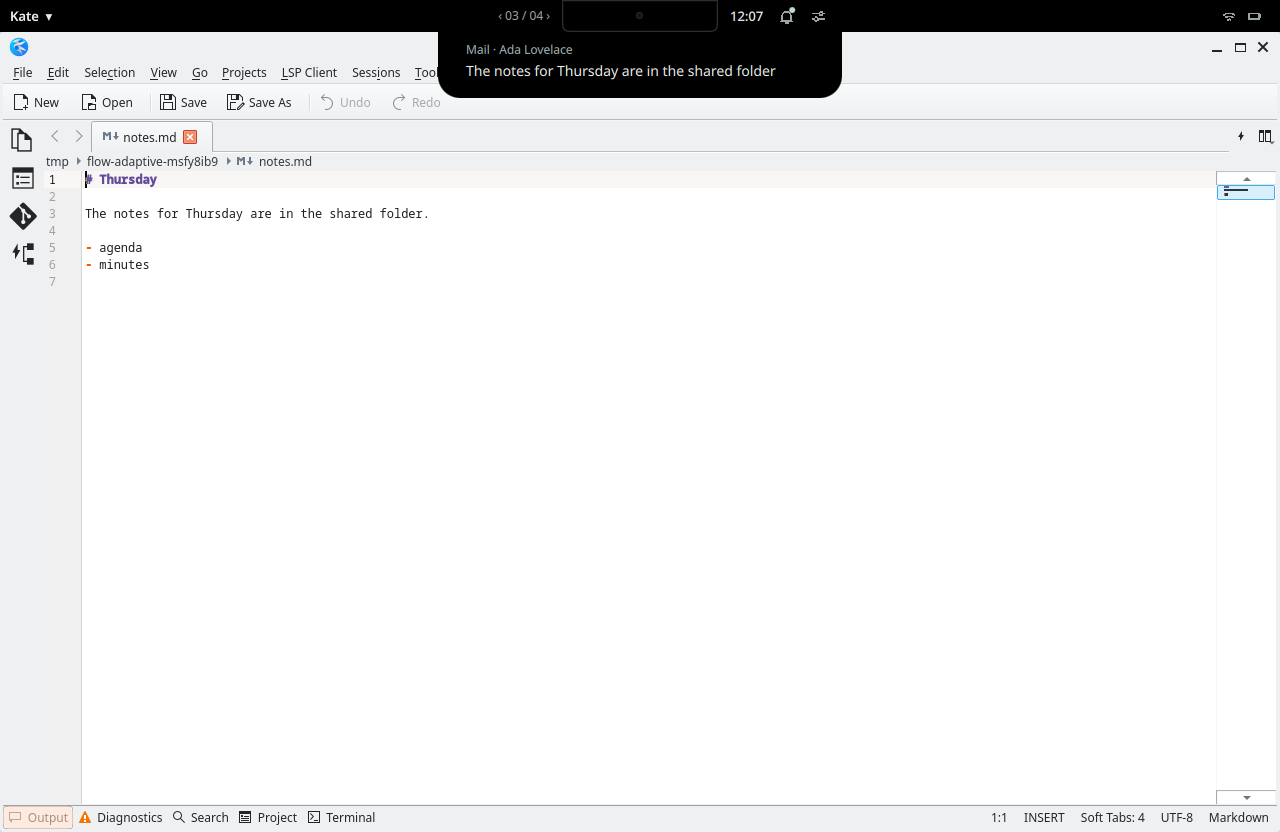 Kate ▾
‹ 03 / 04 ›
12:07
Mail · Ada Lovelace
The notes for Thursday are in the shared folder
File Edit Selection View Go Projects LSP Client Sessions
New Open Save Save As Undo Redo
notes.md
tmp flow-adaptive-msfy8ib9 notes.md
1 # Thursday
2
3 The notes for Thursday are in the shared folder.
4
5 - agenda
6 - minutes
7
Output Diagnostics Search Project Terminal 1:1 INSERT Soft Tabs: 4 UTF-8 Markdown